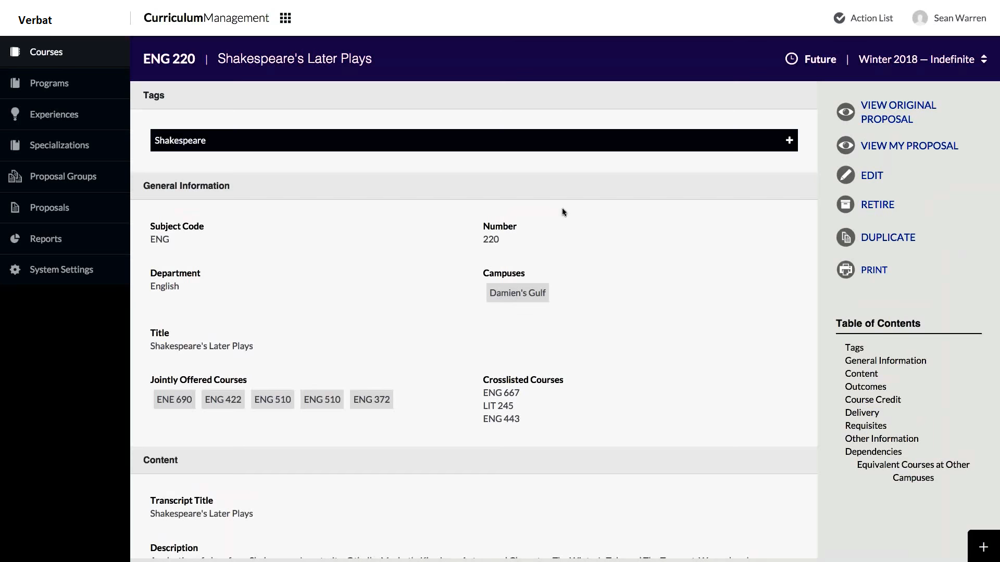 Verbat
CurriculumManagement
Action List
Sean Warren
Courses
Programs
Experiences
Specializations
Proposal Groups
Proposals
Reports
System Settings
ENG 220 | Shakespeare's Later Plays
Future | Winter 2018 — Indefinite
Tags
Shakespeare +
General Information
Subject Code
ENG
Number
220
Department
English
Campuses
Damien's Gulf
Title
Shakespeare's Later Plays
Jointly Offered Courses
ENE 690 ENG 422 ENG 510 ENG 510 ENG 372
Crosslisted Courses
ENG 667
LIT 245
ENG 443
Content
Transcript Title
Shakespeare's Later Plays
Description
VIEW ORIGINAL
PROPOSAL
VIEW MY PROPOSAL
EDIT
RETIRE
DUPLICATE
PRINT
Table of Contents
Tags
General Information
Content
Outcomes
Course Credit
Delivery
Requisites
Other Information
Dependencies
Equivalent Courses at Other
Campuses
+